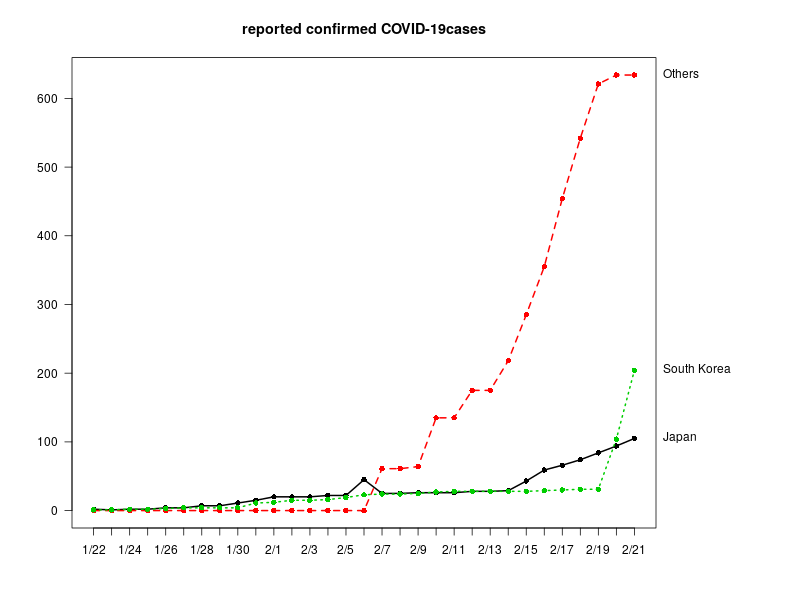 reported confirmed COVID-19cases
Others
600
500
400
South Korea
300
200
Japan
100
0
1/22 1/24 1/26 1/28 1/30 2/1 2/3 2/5 2/7 2/9 2/11 2/13 2/15 2/17 2/19 2/21